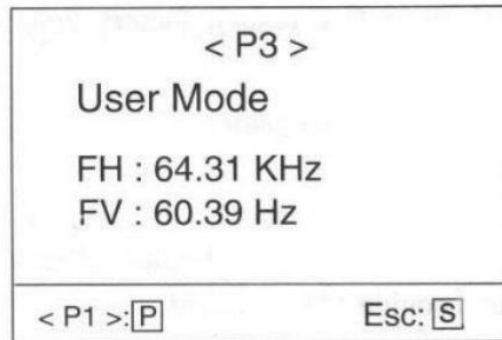 < P3 >
User Mode
FH : 64.31 KHz
FV : 60.39 Hz
< P1 >:P Esc: S